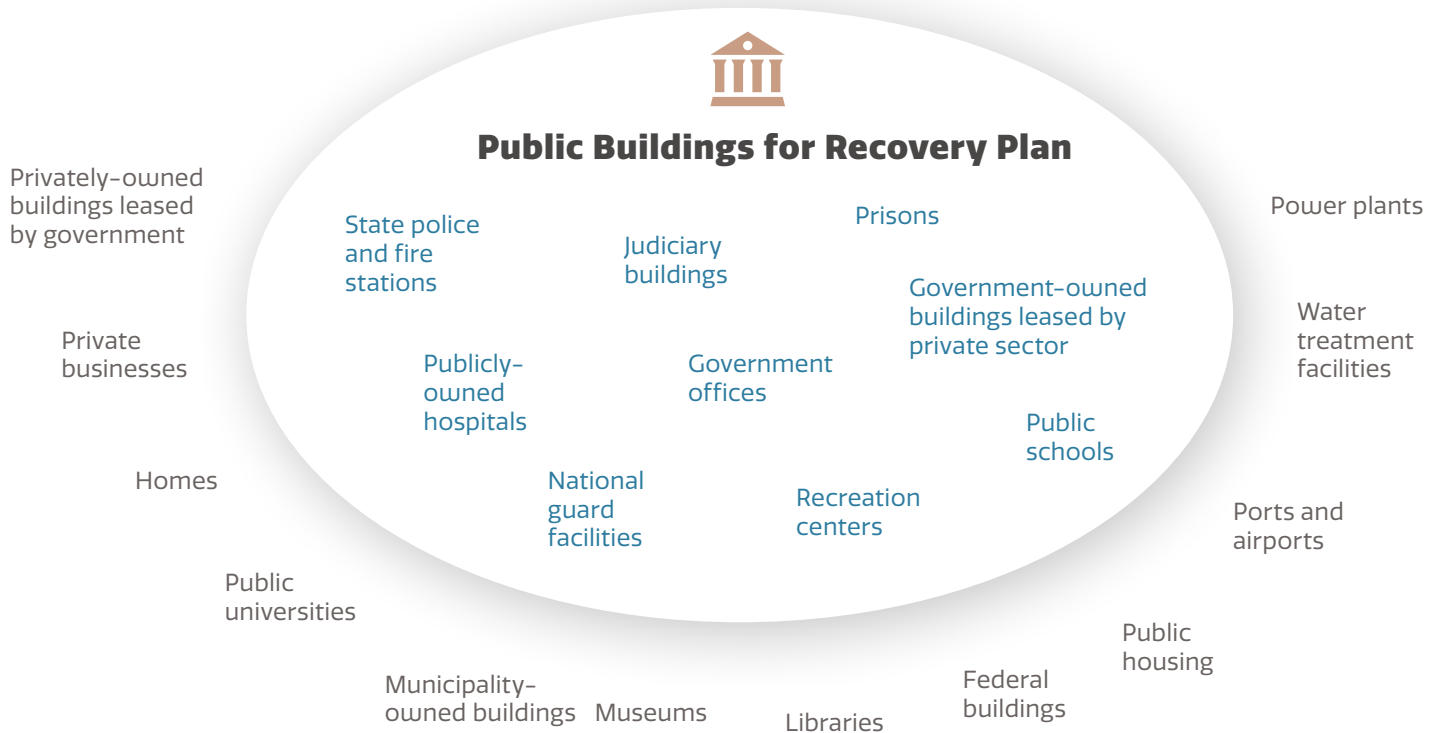 Public Buildings for Recovery Plan
Privately-owned
buildings leased
by government
State police
and fire
stations
Judiciary
buildings
Prisons
Power plants
Government-owned
buildings leased by
private sector
Water
treatment
facilities
Private
businesses
Publicly-
owned
hospitals
Government
offices
Public
schools
Homes
National
guard
facilities
Recreation
centers
Ports and
airports
Public
universities
Public
housing
Municipality-
owned buildings
Museums
Libraries
Federal
buildings